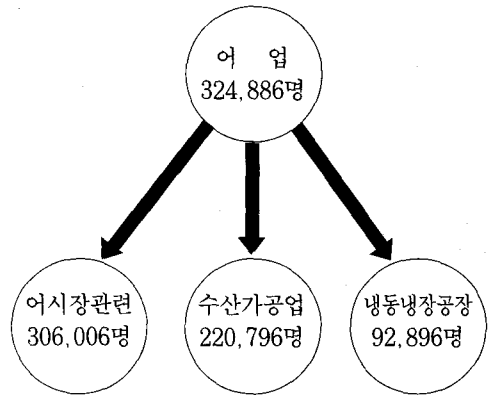 어 업
324,886명
어시장관련
306,006명
수산가공업
220,796명
냉동냉장공장
92,896명